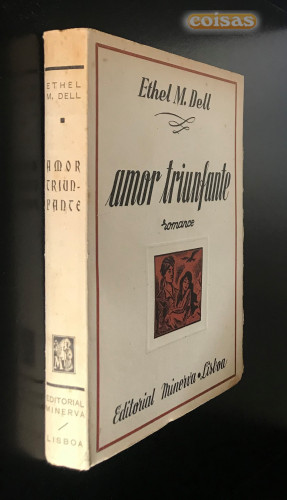 coisas
ETHEL
M. DELL
AMOR
TRIUN-
FANTE
EDITORIAL
MINERVA
LISBOA
Ethel M. Dell
amor triunfante
romance
Editorial Minerva • Lisboa